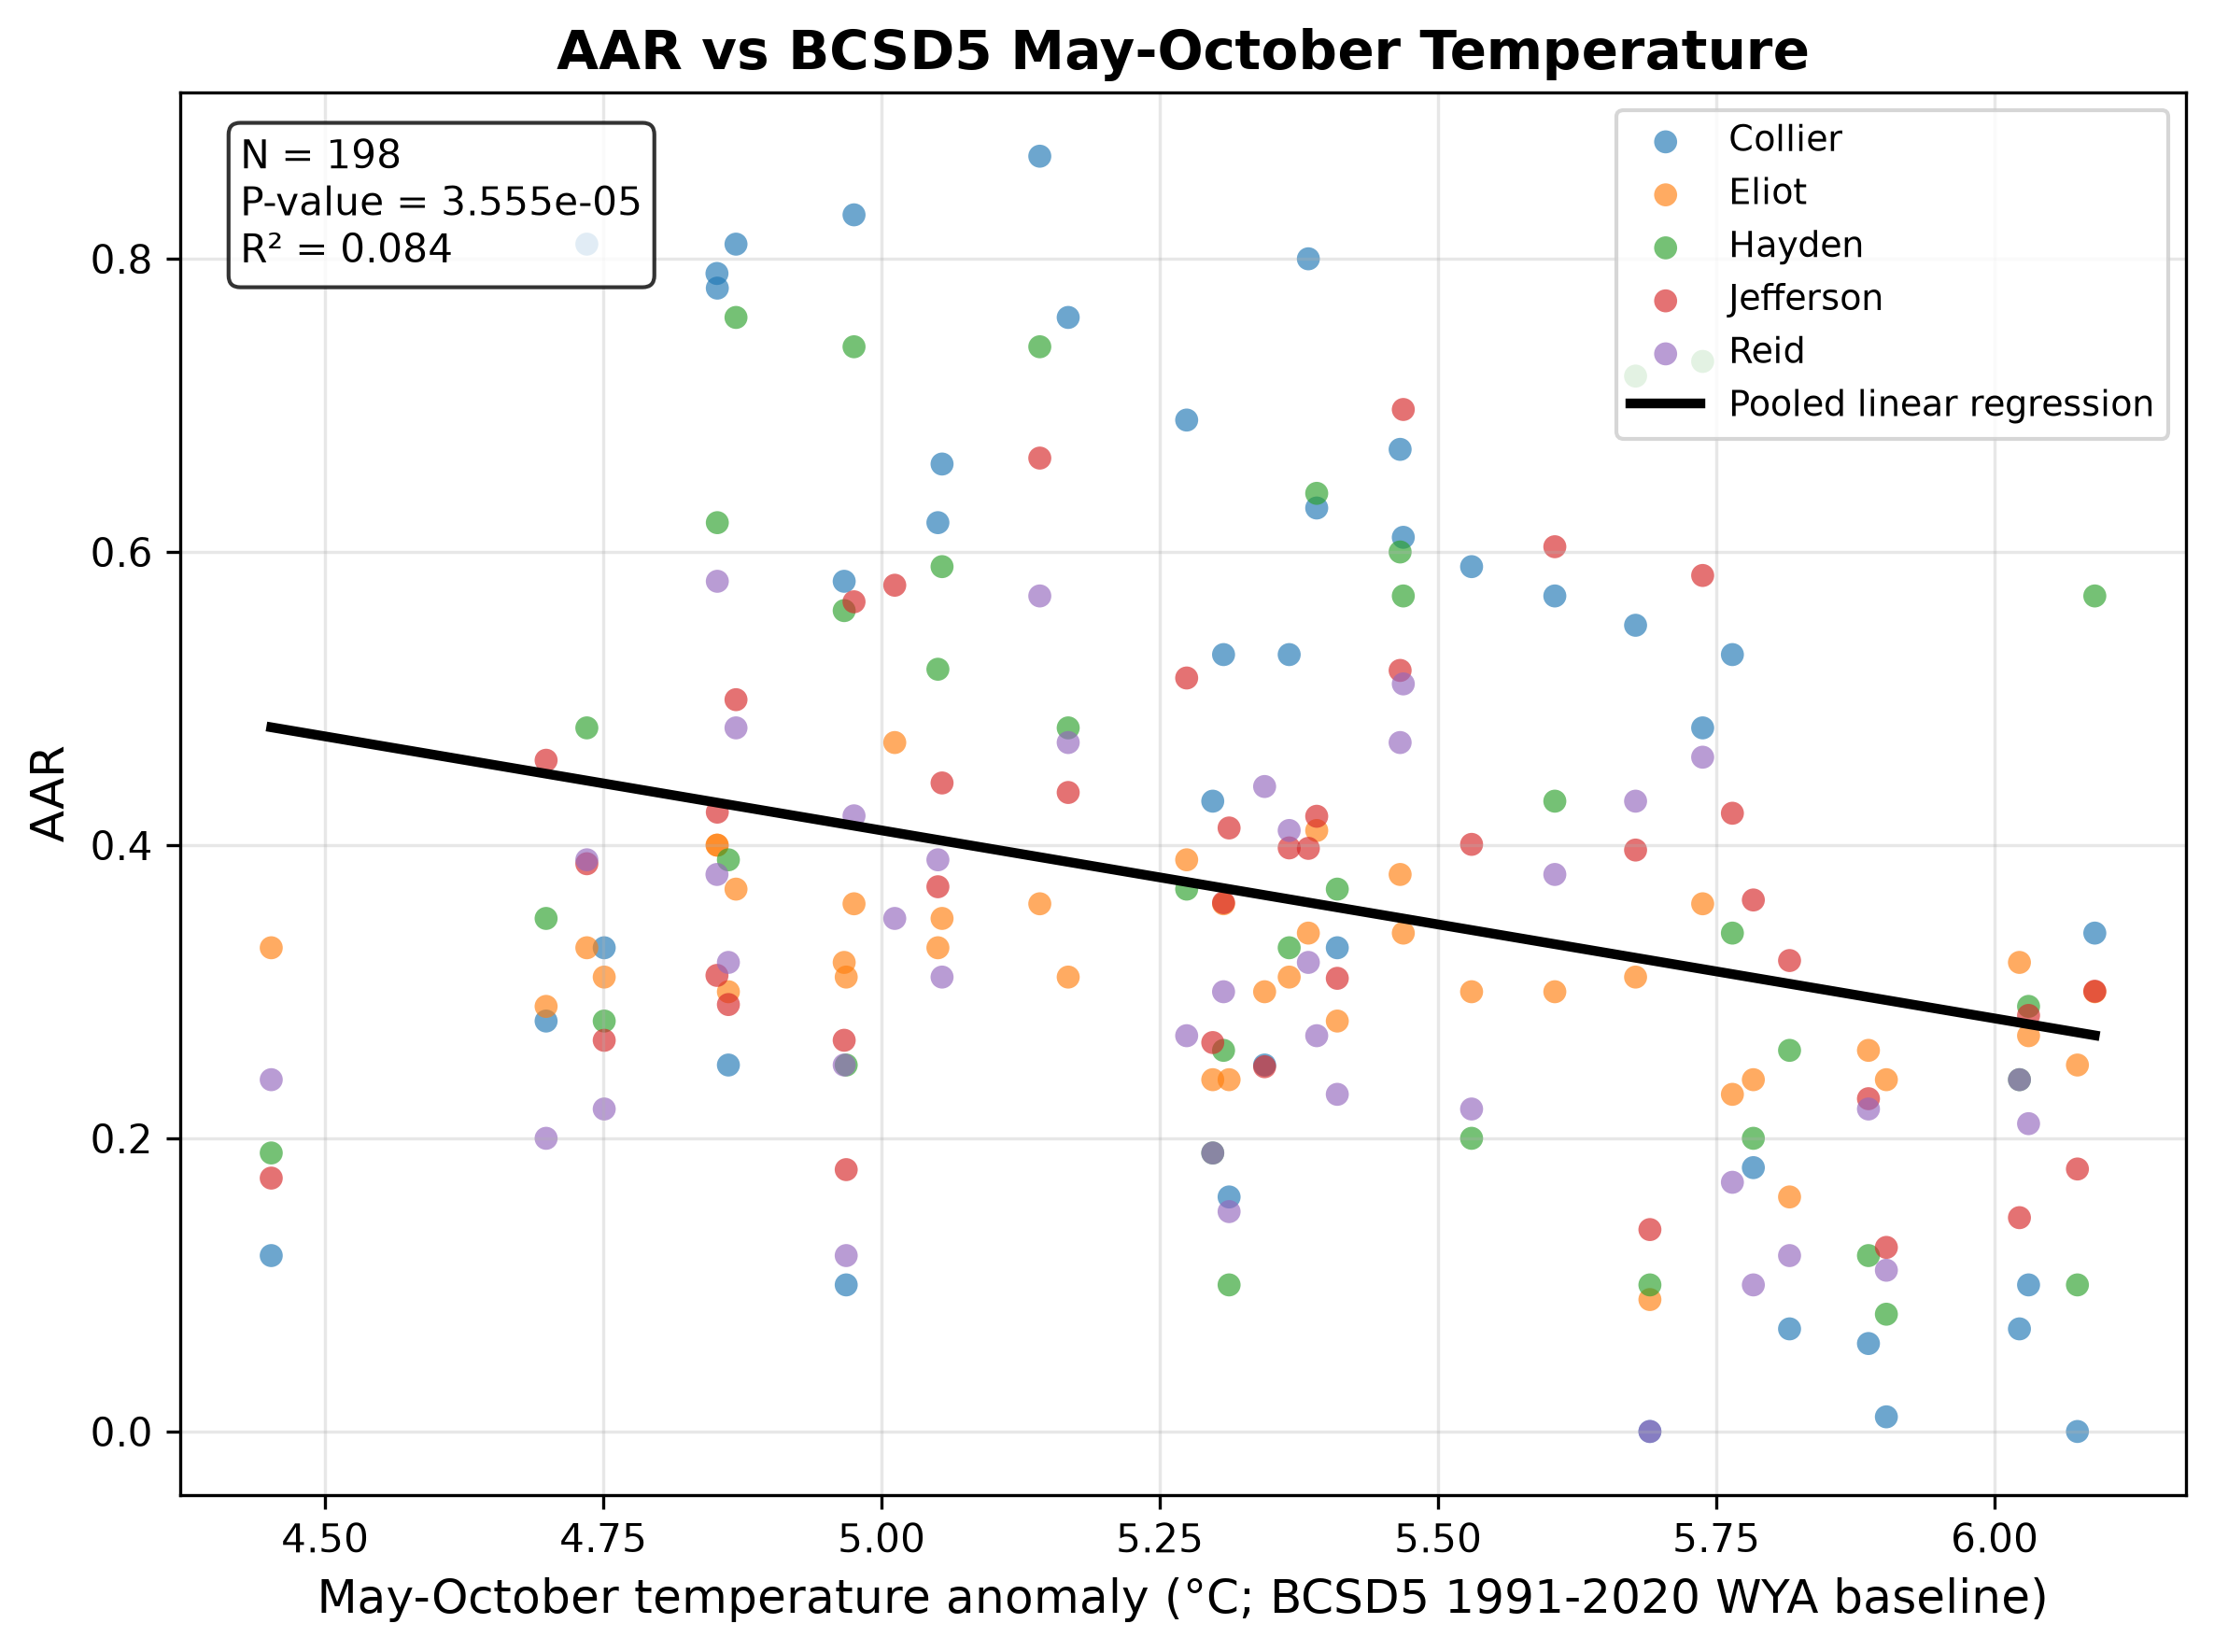 AAR vs BCSD5 May-October Temperature
N = 198
P-value = 3.555e-05
R² = 0.084
Collier
Eliot
Hayden
Jefferson
Reid
Pooled linear regression
AAR
0.8
0.6
0.4
0.2
0.0
4.50 4.75 5.00 5.25 5.50 5.75 6.00
May-October temperature anomaly (°C; BCSD5 1991-2020 WYA baseline)